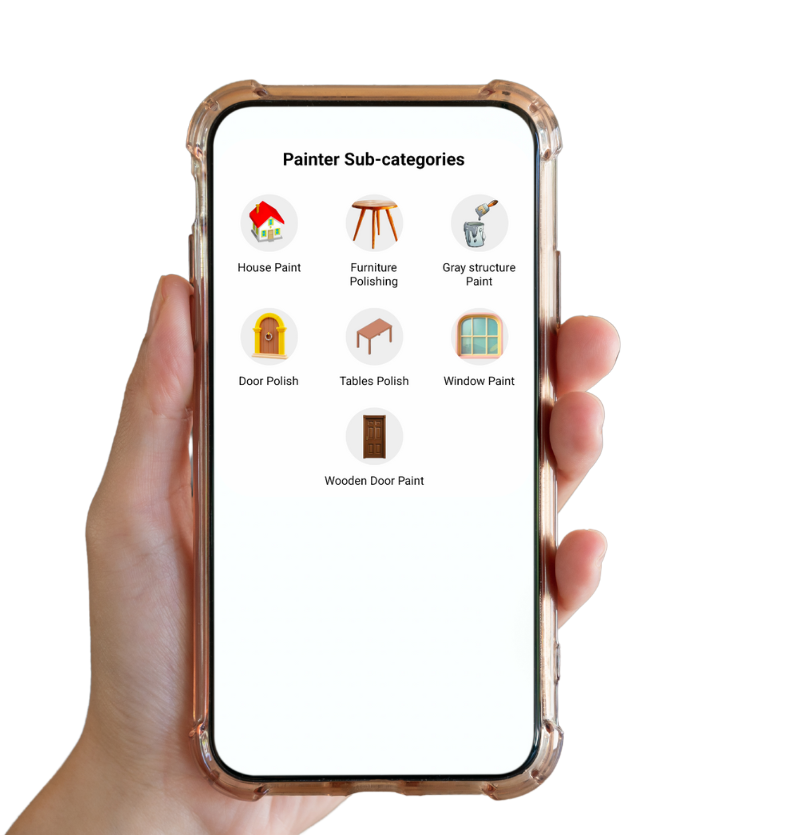 Painter Sub-categories
House Paint
Furniture
Polishing
Gray structure
Paint
Door Polish
Tables Polish
Window Paint
Wooden Door Paint